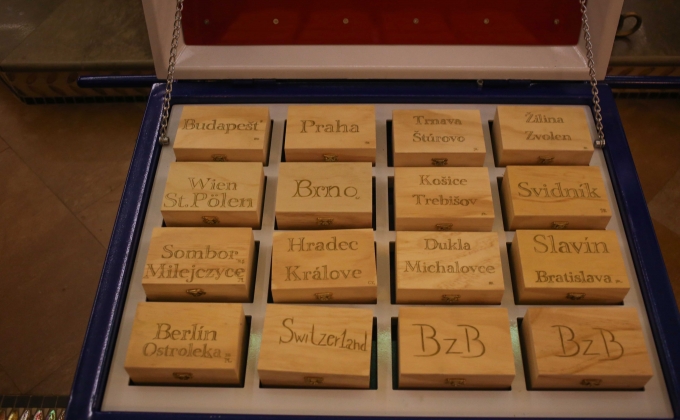 Budapešť
Praha
Trnava
Štúrovo
Žilina
Zvolen
Wien
St.Pölen
Brno
Košice
Trebišov
Svidník
Sombor
Milejczyce
Hradec
Králove
Dukla
Michalovce
Slavín
Bratislava
Berlín
Ostroleka
Switzerland
BzB
BzB